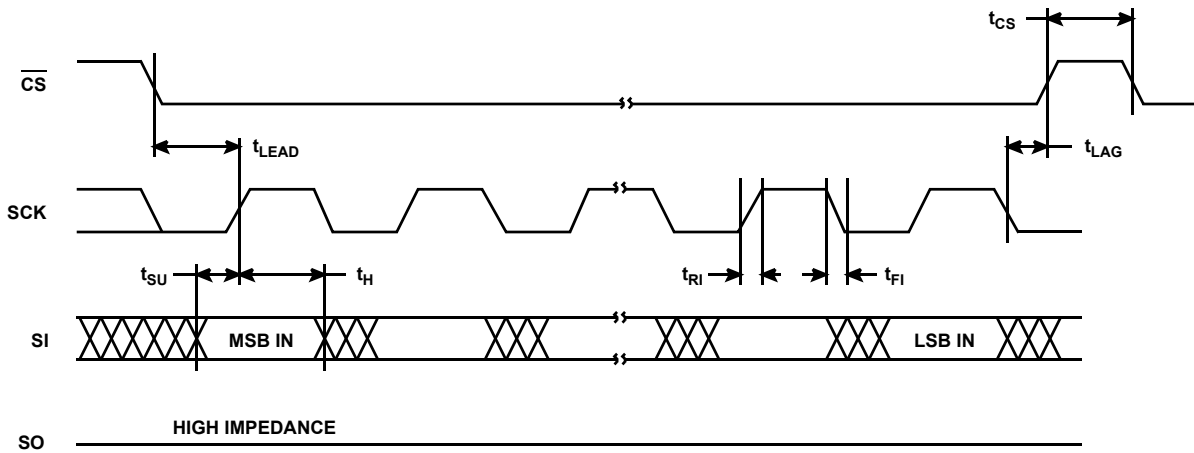 tCS
CS
tLEAD
tLAG
SCK
tSU
tH
tRI
tFI
SI
MSB IN
LSB IN
HIGH IMPEDANCE
SO